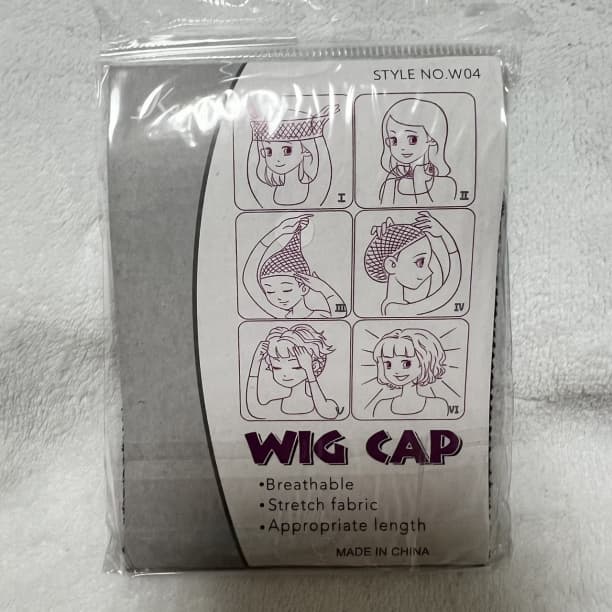 STYLE NO.W04
I
II
III
IV
V
VI
WIG CAP
•Breathable
•Stretch fabric
•Appropriate length
MADE IN CHINA